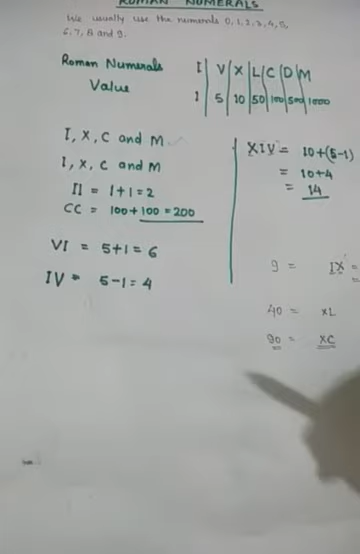 ROMAN NUMERALS
We usually use the numerals 0, 1, 2, 3, 4, 5,
6, 7, 8 and 9.
Roman Numerals I V X L C D M
Value 1 5 10 50 100 500 1000
I, X, C and M
I, X, C and M
II = 1+1=2
CC = 100+100=200
VI = 5+1=6
IV = 5-1=4
XIV = 10+(5-1)
= 10+4
= 14
9 = IX =
40 = XL
90 = XC